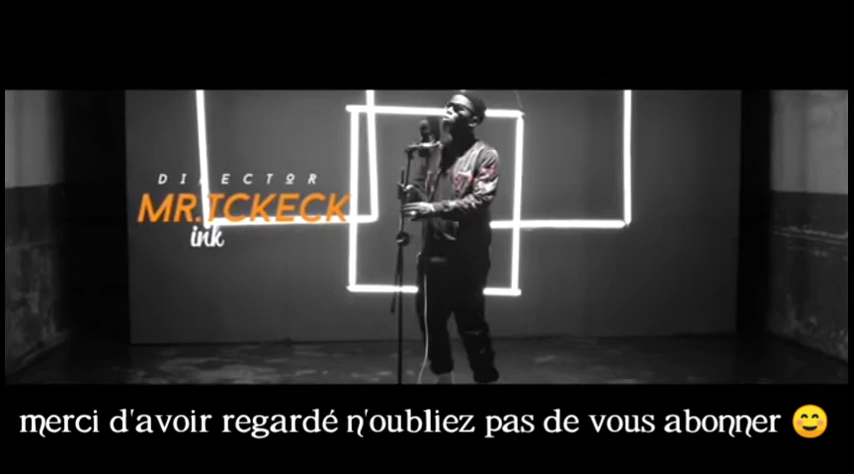 DIRECTOR
MR.TCKECK
ink
merci d'avoir regardé n'oubliez pas de vous abonner 😊